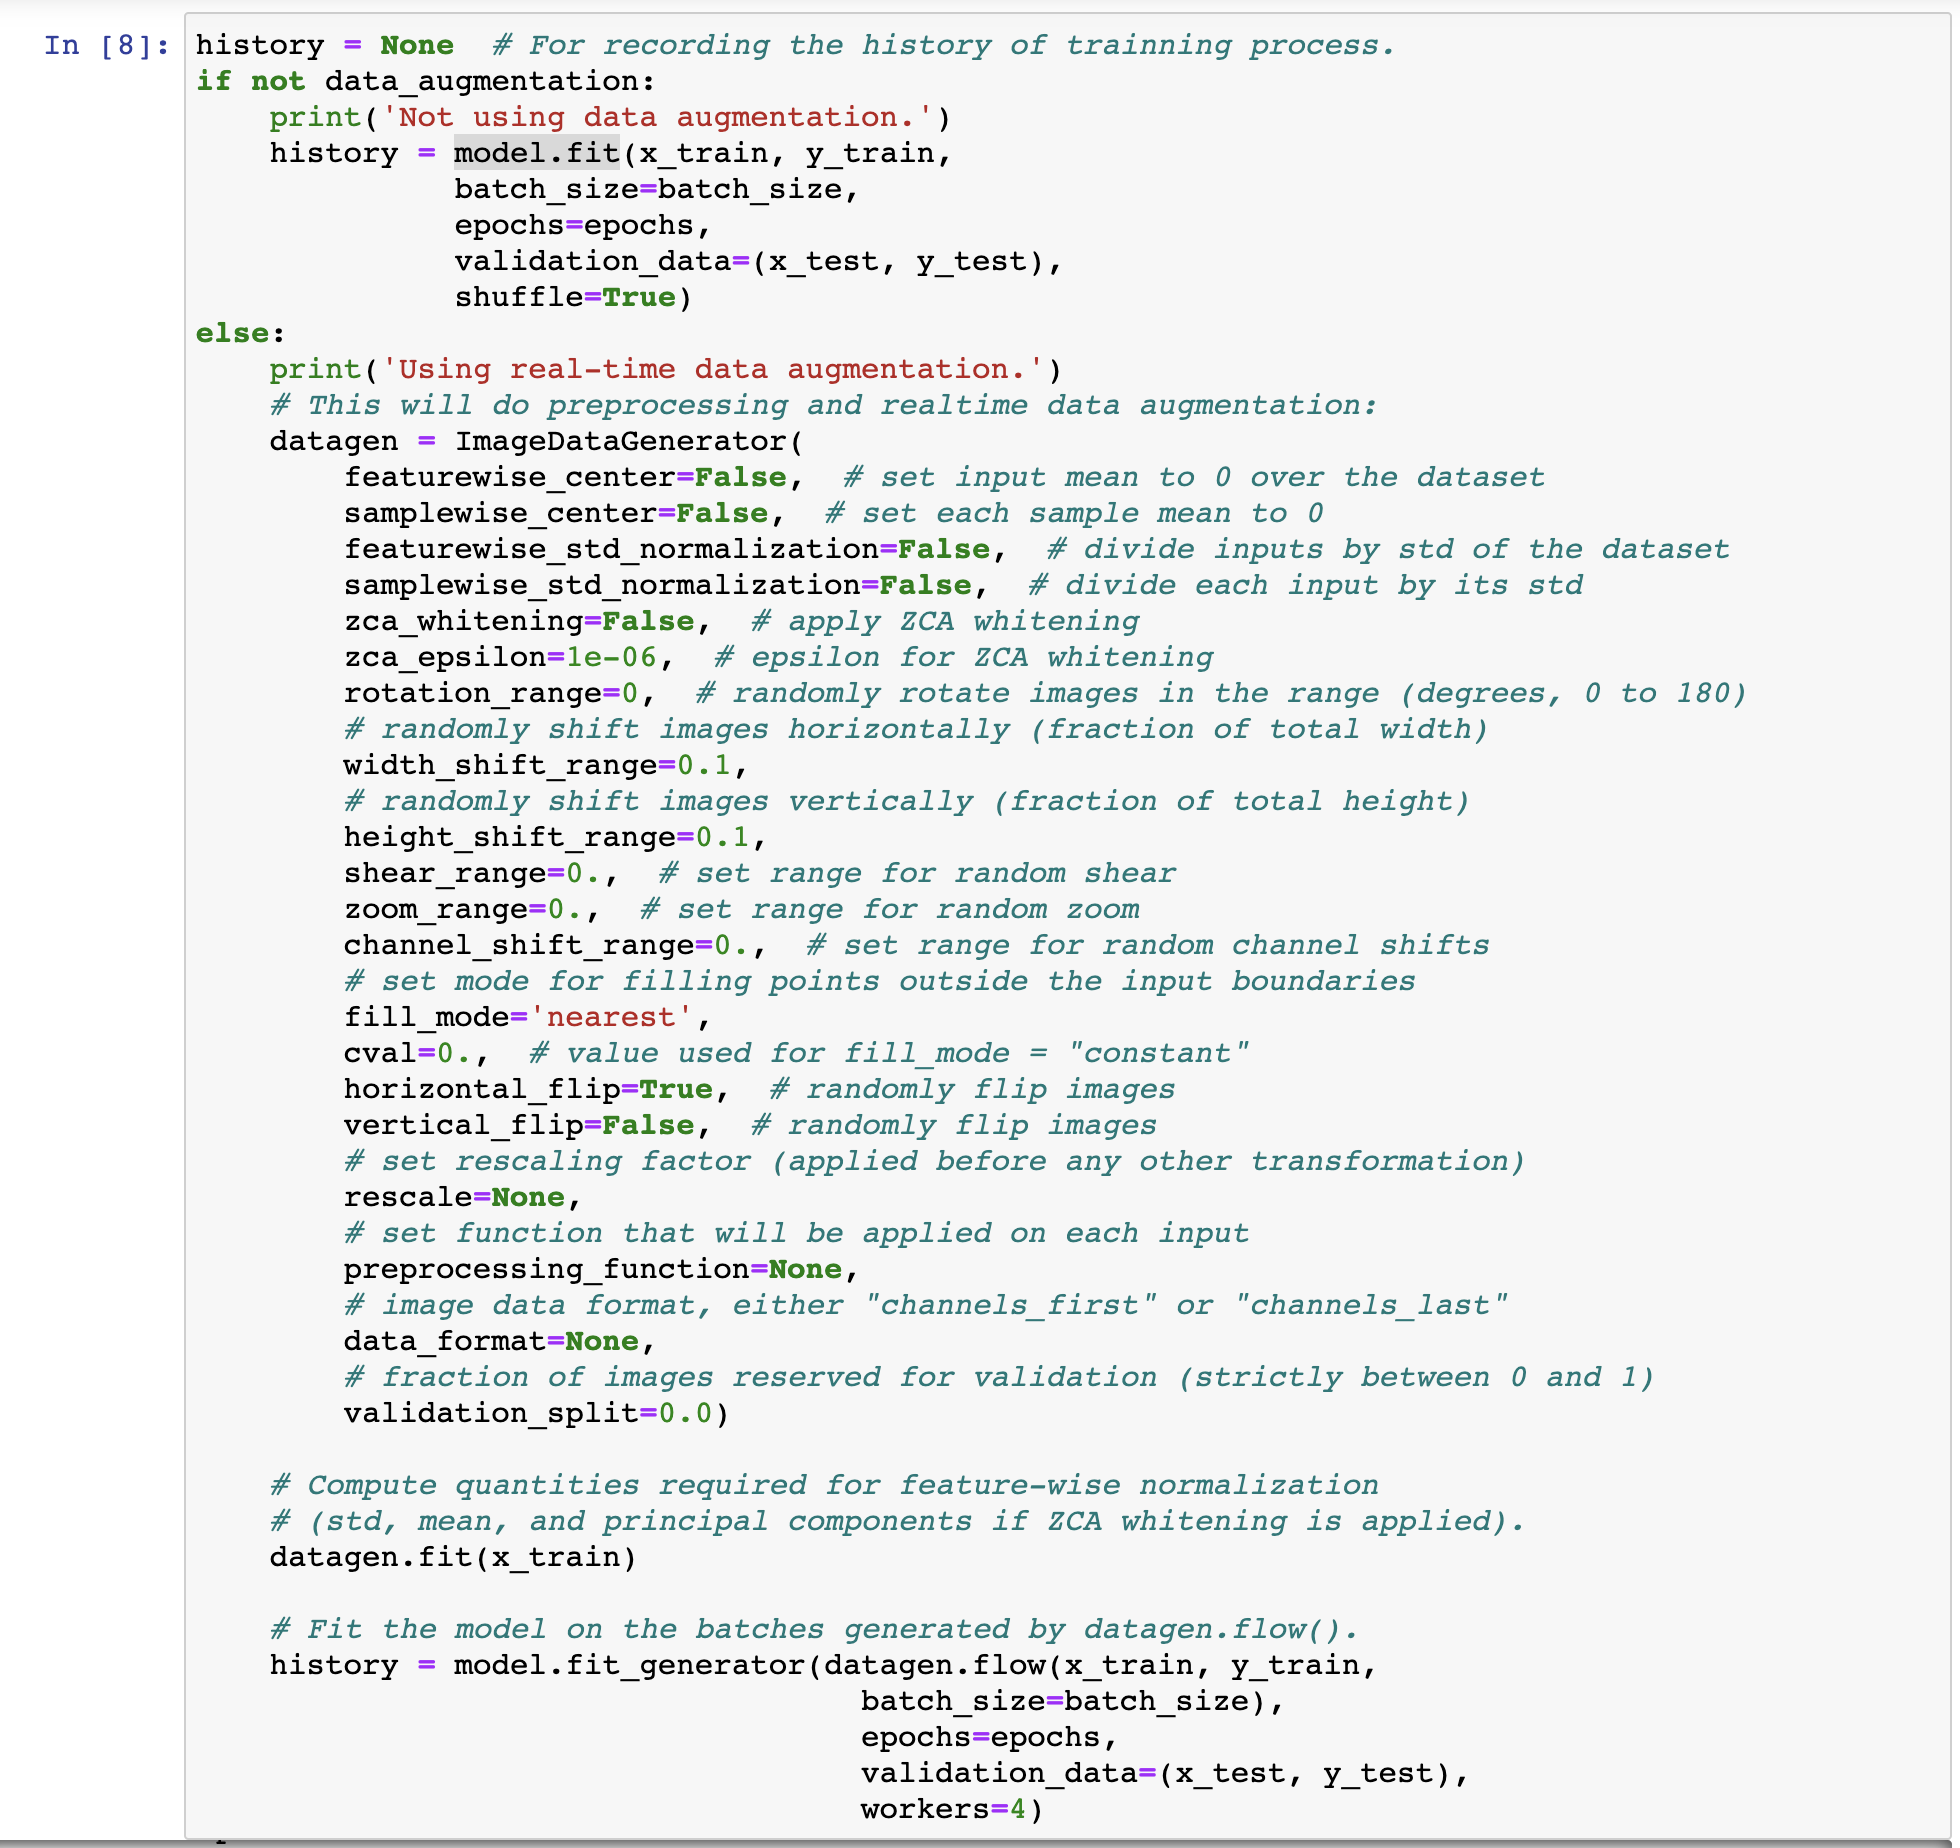 In [8]: history = None  # For recording the history of trainning process.
if not data_augmentation:
    print('Not using data augmentation.')
    history = model.fit(x_train, y_train,
              batch_size=batch_size,
              epochs=epochs,
              validation_data=(x_test, y_test),
              shuffle=True)
else:
    print('Using real-time data augmentation.')
    # This will do preprocessing and realtime data augmentation:
    datagen = ImageDataGenerator(
        featurewise_center=False,  # set input mean to 0 over the dataset
        samplewise_center=False,  # set each sample mean to 0
        featurewise_std_normalization=False,  # divide inputs by std of the dataset
        samplewise_std_normalization=False,  # divide each input by its std
        zca_whitening=False,  # apply ZCA whitening
        zca_epsilon=1e-06,  # epsilon for ZCA whitening
        rotation_range=0,  # randomly rotate images in the range (degrees, 0 to 180)
        # randomly shift images horizontally (fraction of total width)
        width_shift_range=0.1,
        # randomly shift images vertically (fraction of total height)
        height_shift_range=0.1,
        shear_range=0.,  # set range for random shear
        zoom_range=0.,  # set range for random zoom
        channel_shift_range=0.,  # set range for random channel shifts
        # set mode for filling points outside the input boundaries
        fill_mode='nearest',
        cval=0.,  # value used for fill_mode = "constant"
        horizontal_flip=True,  # randomly flip images
        vertical_flip=False,  # randomly flip images
        # set rescaling factor (applied before any other transformation)
        rescale=None,
        # set function that will be applied on each input
        preprocessing_function=None,
        # image data format, either "channels_first" or "channels_last"
        data_format=None,
        # fraction of images reserved for validation (strictly between 0 and 1)
        validation_split=0.0)

    # Compute quantities required for feature-wise normalization
    # (std, mean, and principal components if ZCA whitening is applied).
    datagen.fit(x_train)

    # Fit the model on the batches generated by datagen.flow().
    history = model.fit_generator(datagen.flow(x_train, y_train,
                                    batch_size=batch_size),
                                    epochs=epochs,
                                    validation_data=(x_test, y_test),
                                    workers=4)